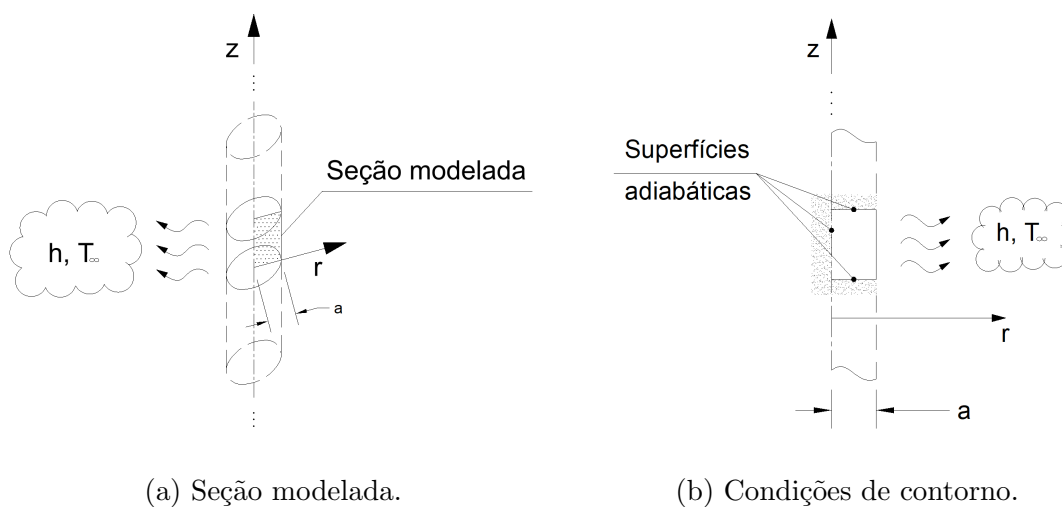 z
Seção modelada
h, T∞
r
a
(a) Seção modelada.
z
Superfícies
adiabáticas
h, T∞
r
a
(b) Condições de contorno.